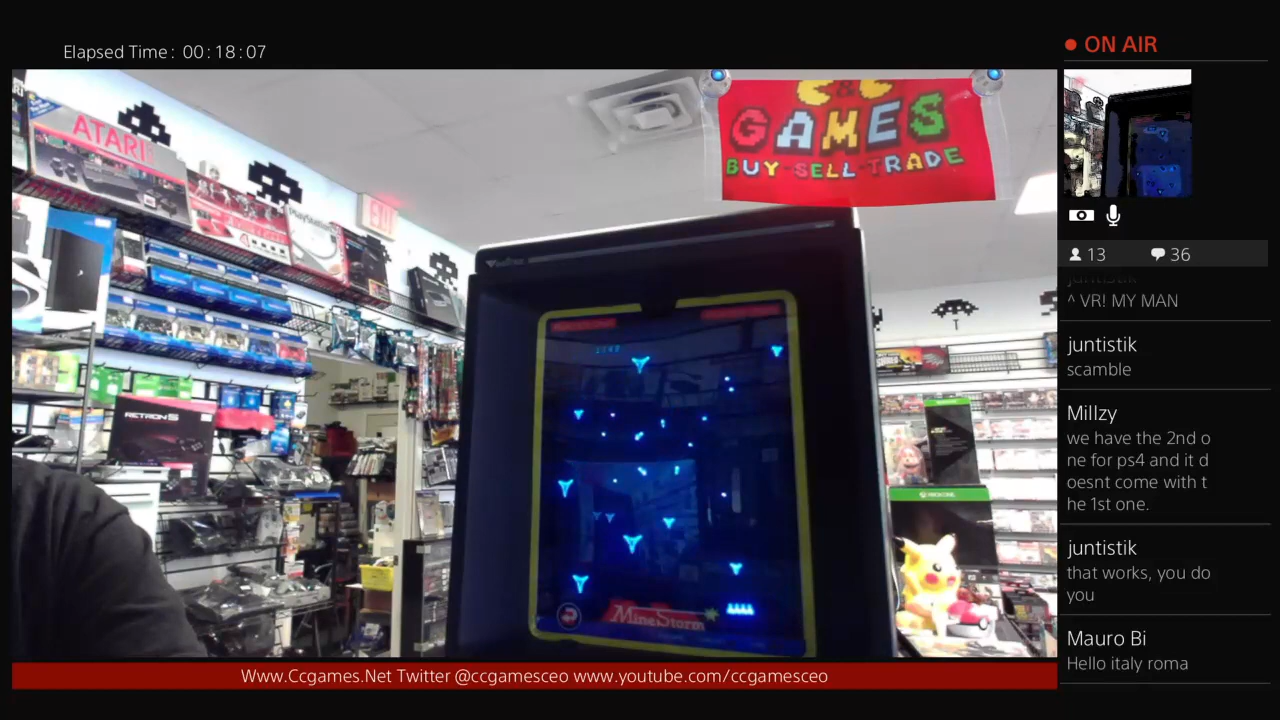 Elapsed Time: 00:18:07
ON AIR
ATARI
EXIT
C&C
GAMES
BUY·SELL·TRADE
13
36
^ VR! MY MAN
juntistik
scamble
Millzy
we have the 2nd o
ne for ps4 and it d
oesnt come with t
he 1st one.
juntistik
that works, you do
you
Mauro Bi
Hello italy roma
PlayStation
RETRON 5
XBOX ONE
MineStorm
Www.Ccgames.Net Twitter @ccgamesceo www.youtube.com/ccgamesceo